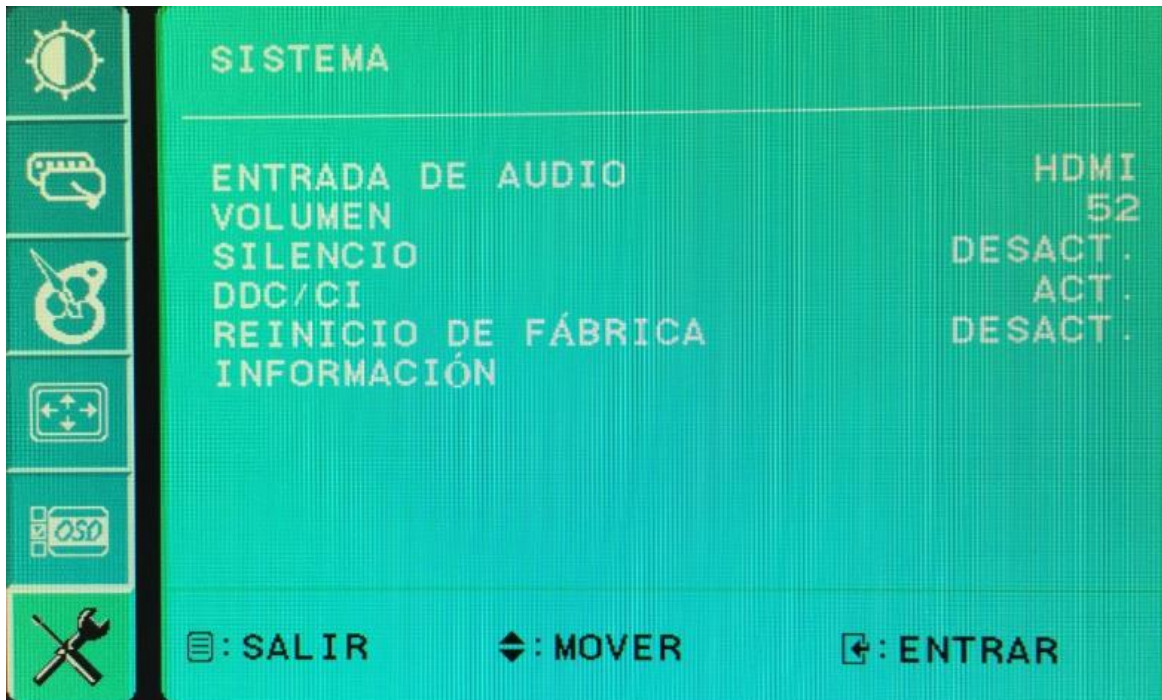 SISTEMA
ENTRADA DE AUDIO HDMI
VOLUMEN 52
SILENCIO DESACT.
DDC/CI ACT.
REINICIO DE FÁBRICA DESACT.
INFORMACIÓN
OSD
:SALIR :MOVER :ENTRAR